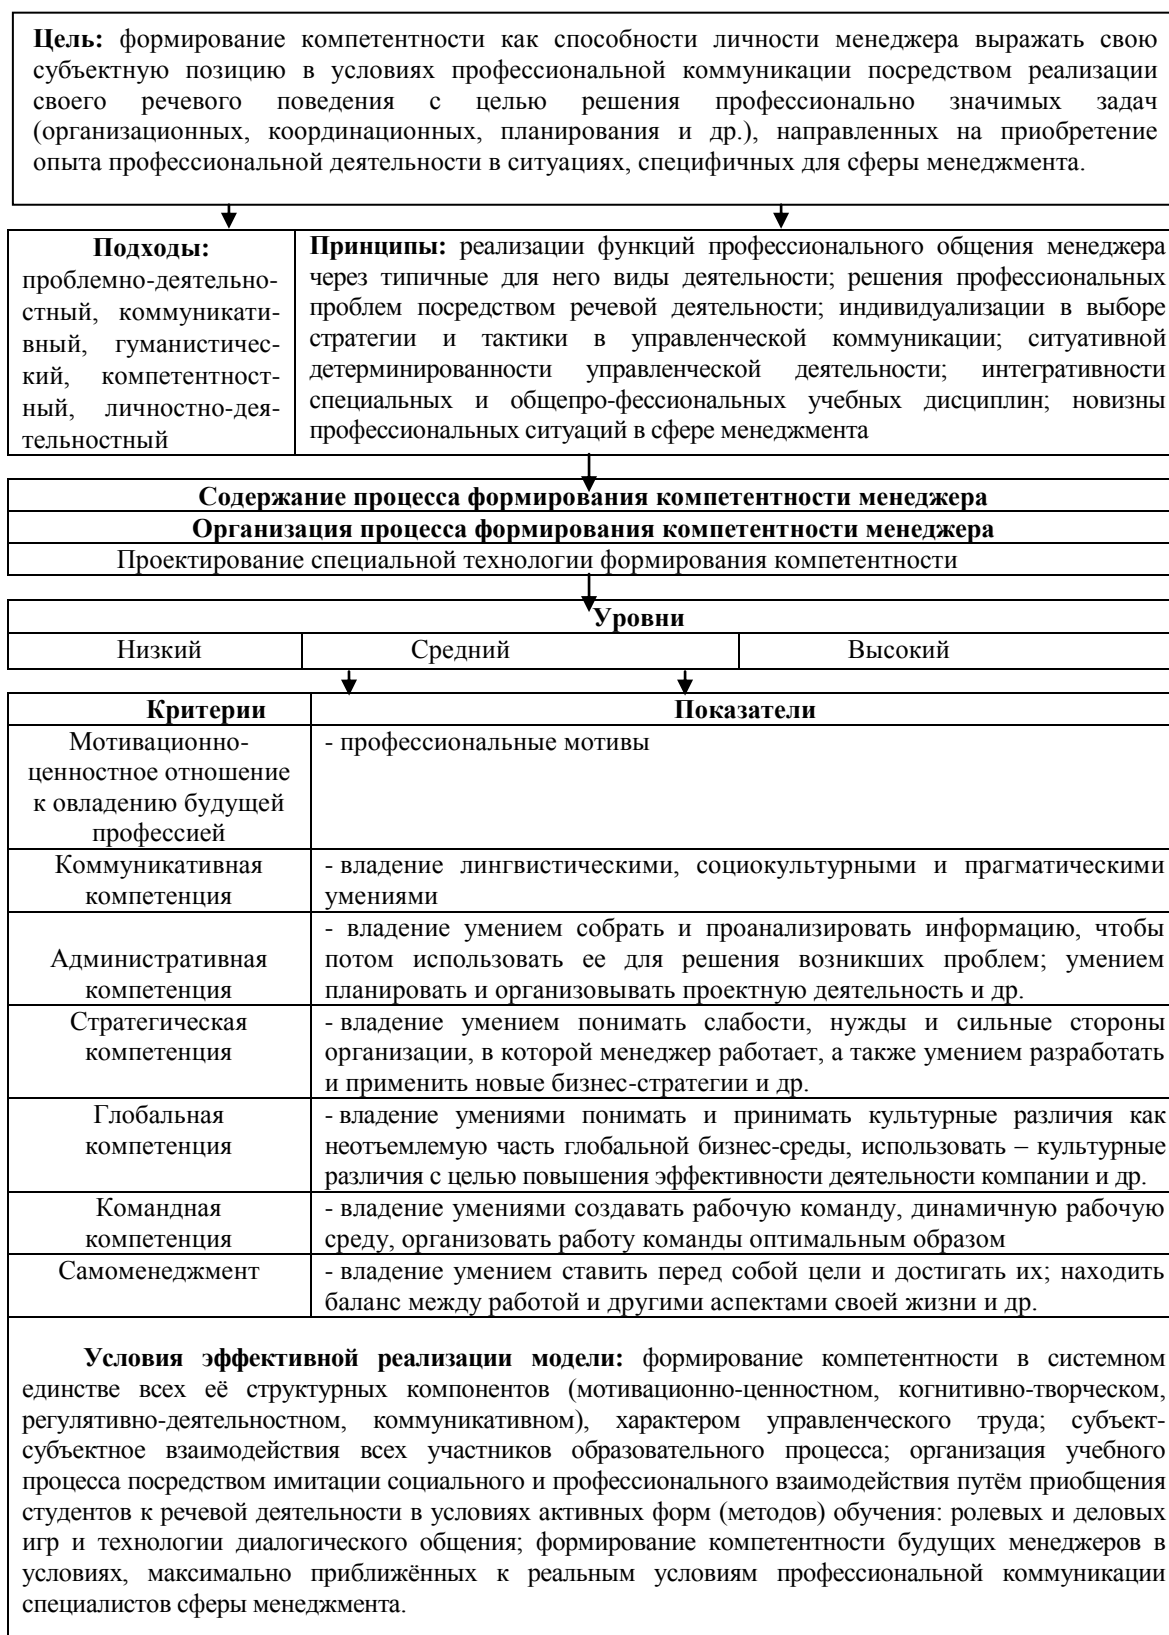 Цель: формирование компетентности как способности личности менеджера выражать свою
субъектную позицию в условиях профессиональной коммуникации посредством реализации
своего речевого поведения с целью решения профессионально значимых задач
(организационных, координационных, планирования и др.), направленных на приобретение
опыта профессиональной деятельности в ситуациях, специфичных для сферы менеджмента.
Подходы:
проблемно-деятельно-
стный, коммуникати-
вный, гуманистичес-
кий, компетентност-
ный, личностно-дея-
тельностный
Принципы: реализации функций профессионального общения менеджера
через типичные для него виды деятельности; решения профессиональных
проблем посредством речевой деятельности; индивидуализации в выборе
стратегии и тактики в управленческой коммуникации; ситуативной
детерминированности управленческой деятельности; интегративности
специальных и общепро-фессиональных учебных дисциплин; новизны
профессиональных ситуаций в сфере менеджмента
Содержание процесса формирования компетентности менеджера
Организация процесса формирования компетентности менеджера
Проектирование специальной технологии формирования компетентности
Уровни
Низкий
Средний
Высокий
Критерии
Показатели
Мотивационно-
ценностное отношение
к овладению будущей
профессией
- профессиональные мотивы
Коммуникативная
компетенция
- владение лингвистическими, социокультурными и прагматическими
умениями
Административная
компетенция
- владение умением собрать и проанализировать информацию, чтобы
потом использовать ее для решения возникших проблем; умением
планировать и организовывать проектную деятельность и др.
Стратегическая
компетенция
- владение умением понимать слабости, нужды и сильные стороны
организации, в которой менеджер работает, а также умением разработать
и применить новые бизнес-стратегии и др.
Глобальная
компетенция
- владение умениями понимать и принимать культурные различия как
неотъемлемую часть глобальной бизнес-среды, использовать – культурные
различия с целью повышения эффективности деятельности компании и др.
Командная
компетенция
- владение умениями создавать рабочую команду, динамичную рабочую
среду, организовать работу команды оптимальным образом
Самоменеджмент
- владение умением ставить перед собой цели и достигать их; находить
баланс между работой и другими аспектами своей жизни и др.
Условия эффективной реализации модели: формирование компетентности в системном
единстве всех её структурных компонентов (мотивационно-ценностном, когнитивно-творческом,
регулятивно-деятельностном, коммуникативном), характером управленческого труда; субъект-
субъектное взаимодействия всех участников образовательного процесса; организация учебного
процесса посредством имитации социального и профессионального взаимодействия путём приобщения
студентов к речевой деятельности в условиях активных форм (методов) обучения: ролевых и деловых
игр и технологии диалогического общения; формирование компетентности будущих менеджеров в
условиях, максимально приближённых к реальным условиям профессиональной коммуникации
специалистов сферы менеджмента.